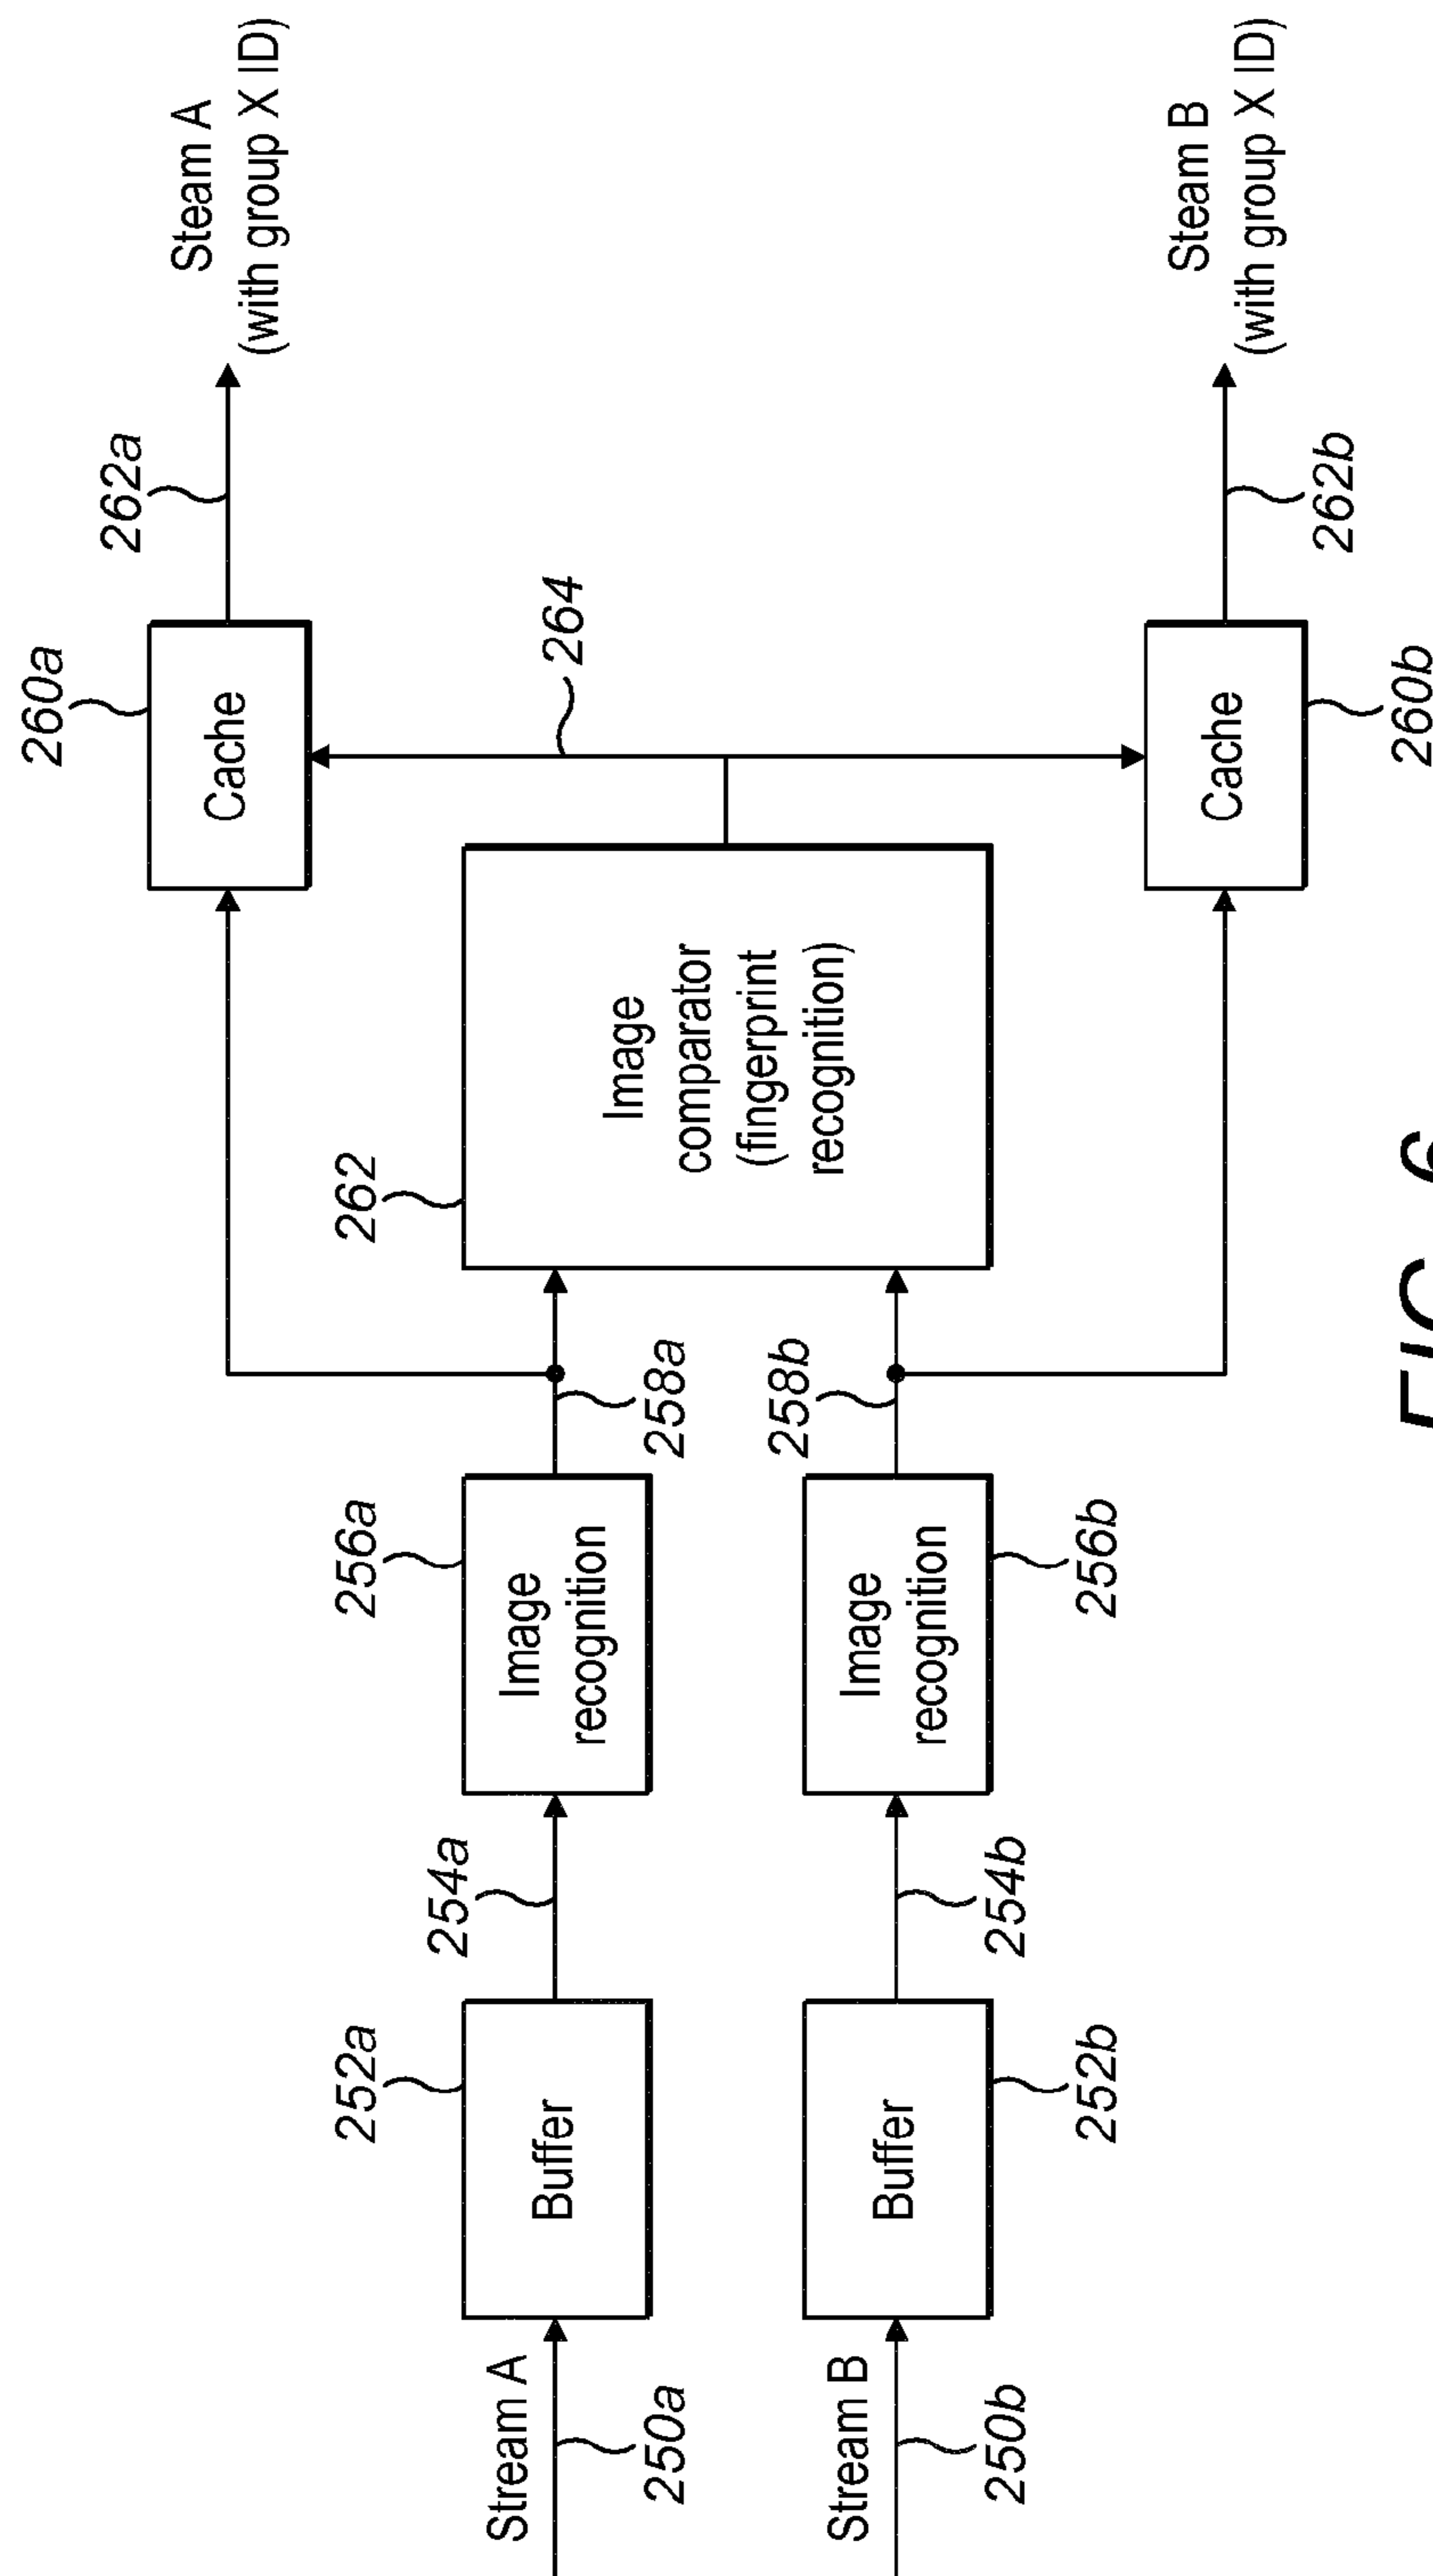 Stream A
250a
252a
Buffer
254a
256a
Image
recognition
258a
Stream B
250b
252b
Buffer
254b
256b
Image
recognition
258b
262
Image
comparator
(fingerprint
recognition)
264
260a
Cache
262a
Steam A
(with group X ID)
260b
Cache
262b
Steam B
(with group X ID)